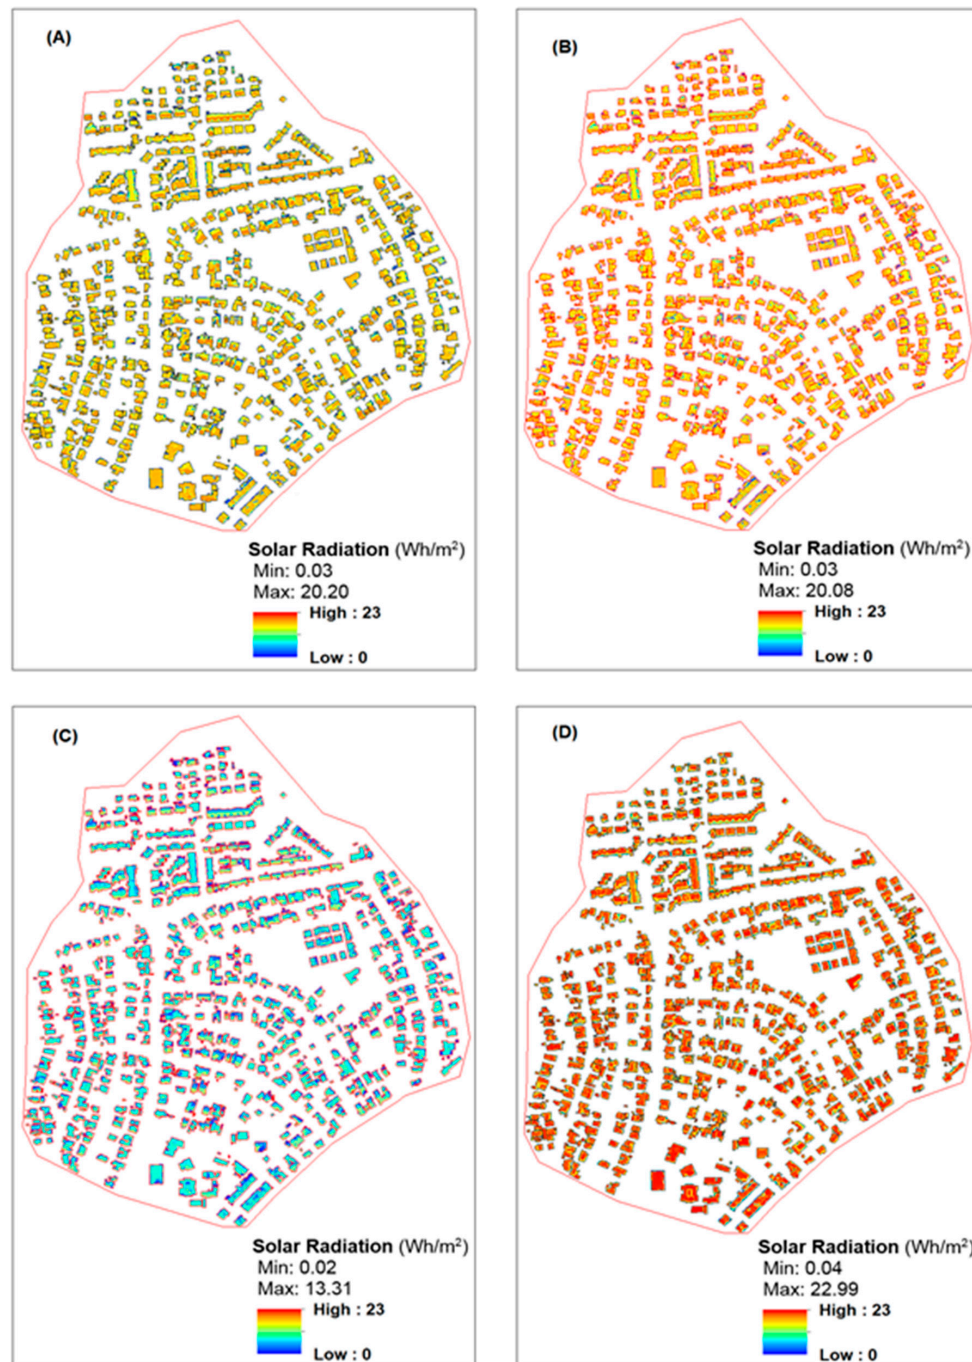 (A)
Solar Radiation (Wh/m²)
Min: 0.03
Max: 20.20
High : 23
Low : 0
(B)
Solar Radiation (Wh/m²)
Min: 0.03
Max: 20.08
High : 23
Low : 0
(C)
Solar Radiation (Wh/m²)
Min: 0.02
Max: 13.31
High : 23
Low : 0
(D)
Solar Radiation (Wh/m²)
Min: 0.04
Max: 22.99
High : 23
Low : 0